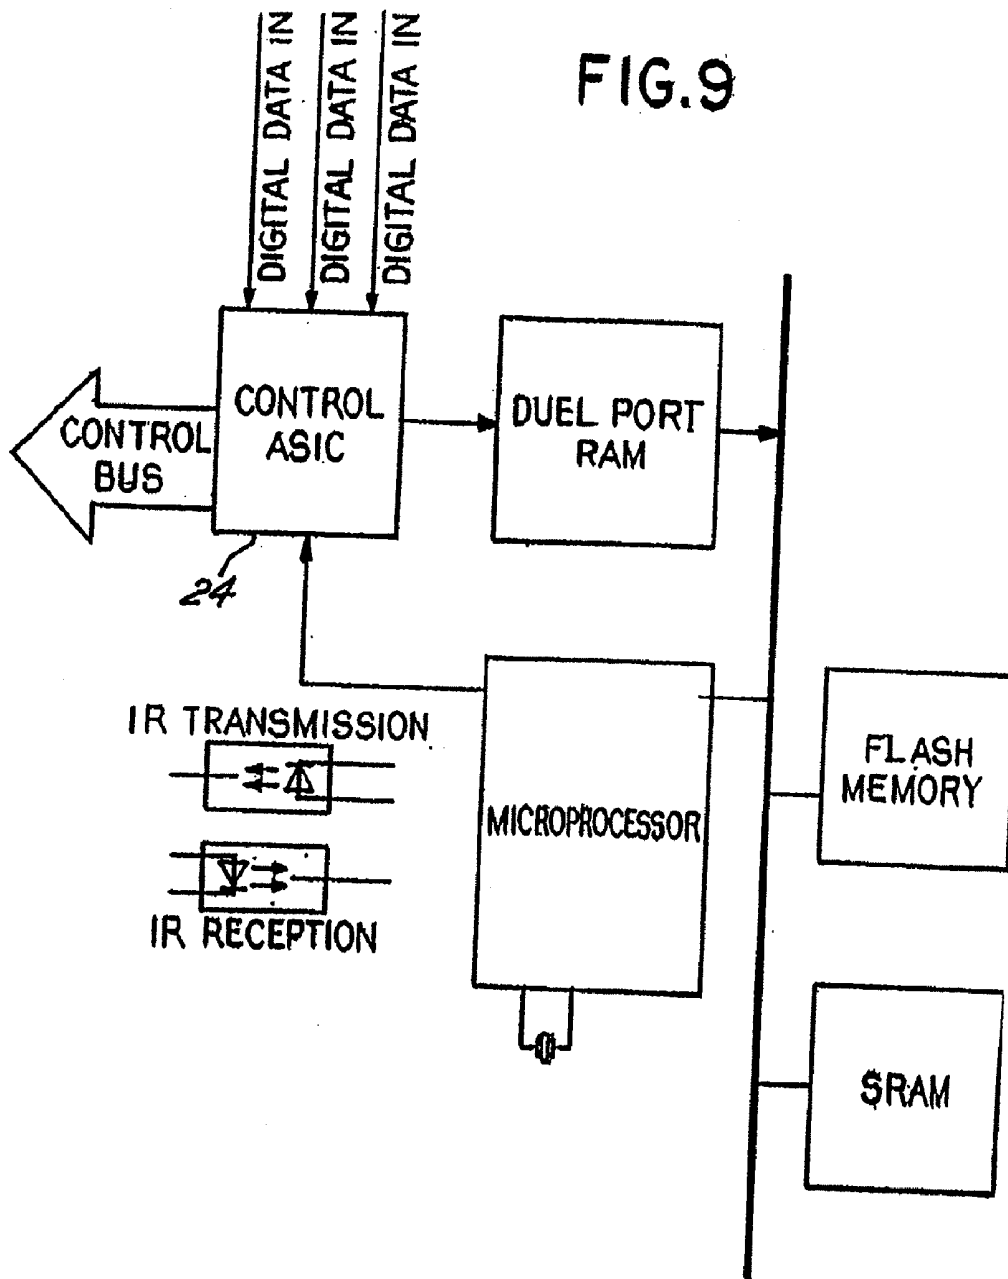 FIG.9
DIGITAL DATA IN
DIGITAL DATA IN
DIGITAL DATA IN
CONTROL
BUS
CONTROL
ASIC
DUEL PORT
RAM
24
IR TRANSMISSION
MICROPROCESSOR
FLASH
MEMORY
IR RECEPTION
SRAM